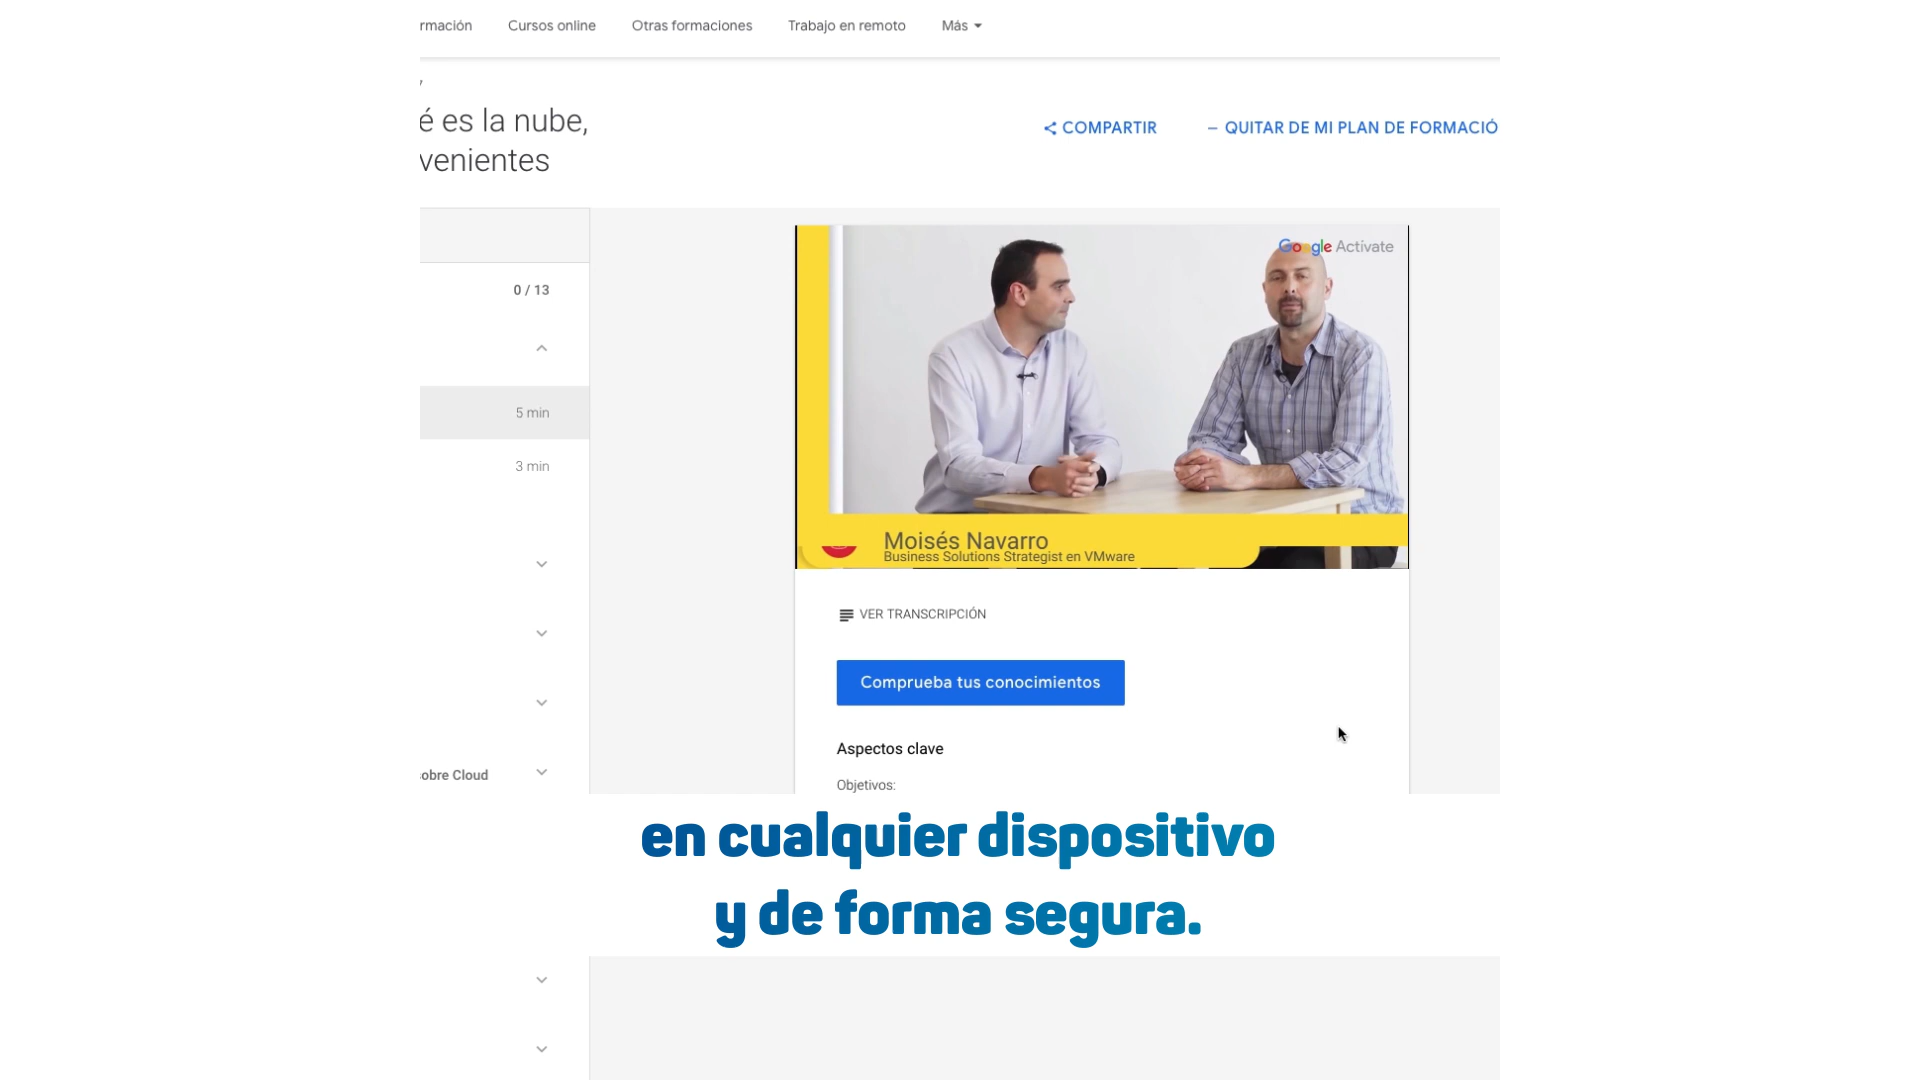 rmación Cursos online Otras formaciones Trabajo en remoto Más
é es la nube,
venientes
COMPARTIR – QUITAR DE MI PLAN DE FORMACIÓ
0 / 13
5 min
3 min
obre Cloud
Google Actívate
Moisés Navarro
Business Solutions Strategist en VMware
VER TRANSCRIPCIÓN
Comprueba tus conocimientos
Aspectos clave
Objetivos:
en cualquier dispositivo
y de forma segura.